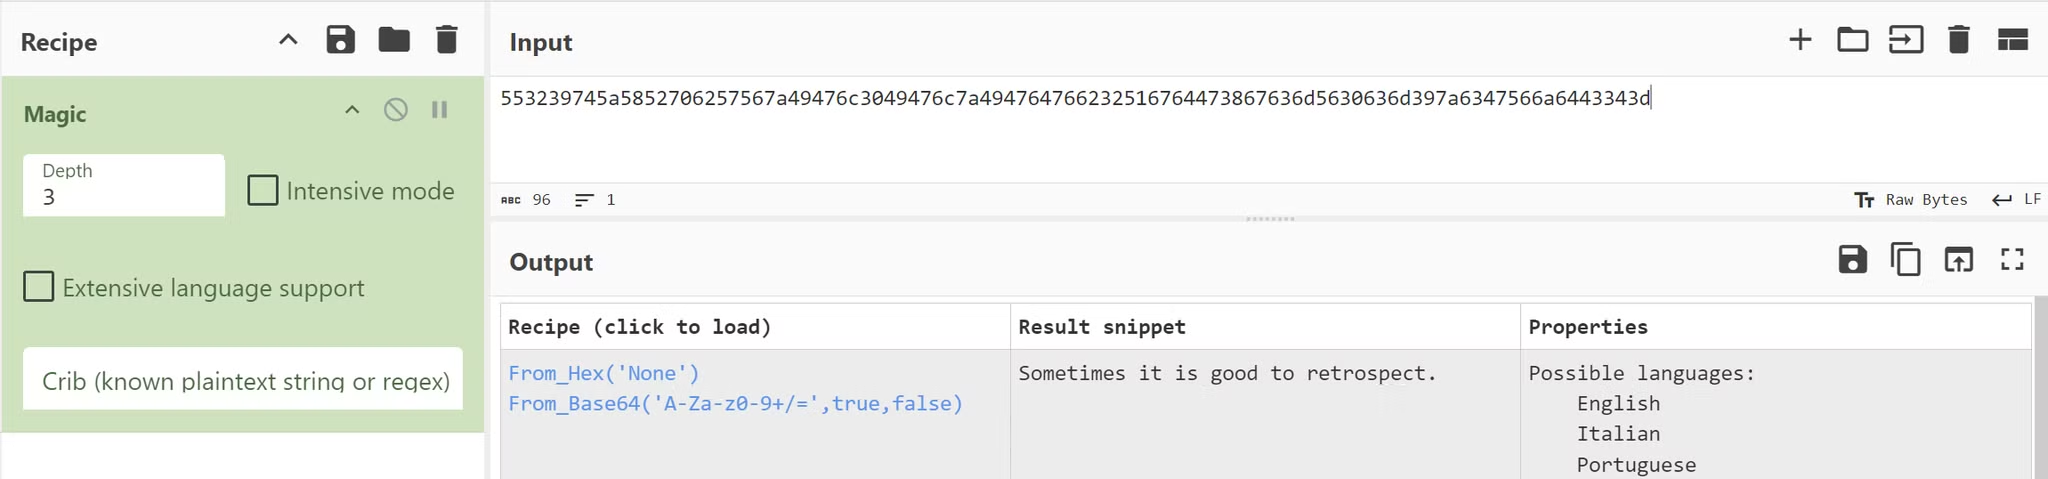 Recipe
Input
Magic
553239745a5852706257567a49476c3049476c7a494764766232516764473867636d5630636d397a6347566a6443343d
Depth
3
Intensive mode
ABC 96 1 Raw Bytes LF
Extensive language support
Output
Recipe (click to load) Result snippet Properties
Crib (known plaintext string or regex)
From_Hex('None') Sometimes it is good to retrospect. Possible languages:
From_Base64('A-Za-z0-9+/=',true,false) English
Italian
Portuguese